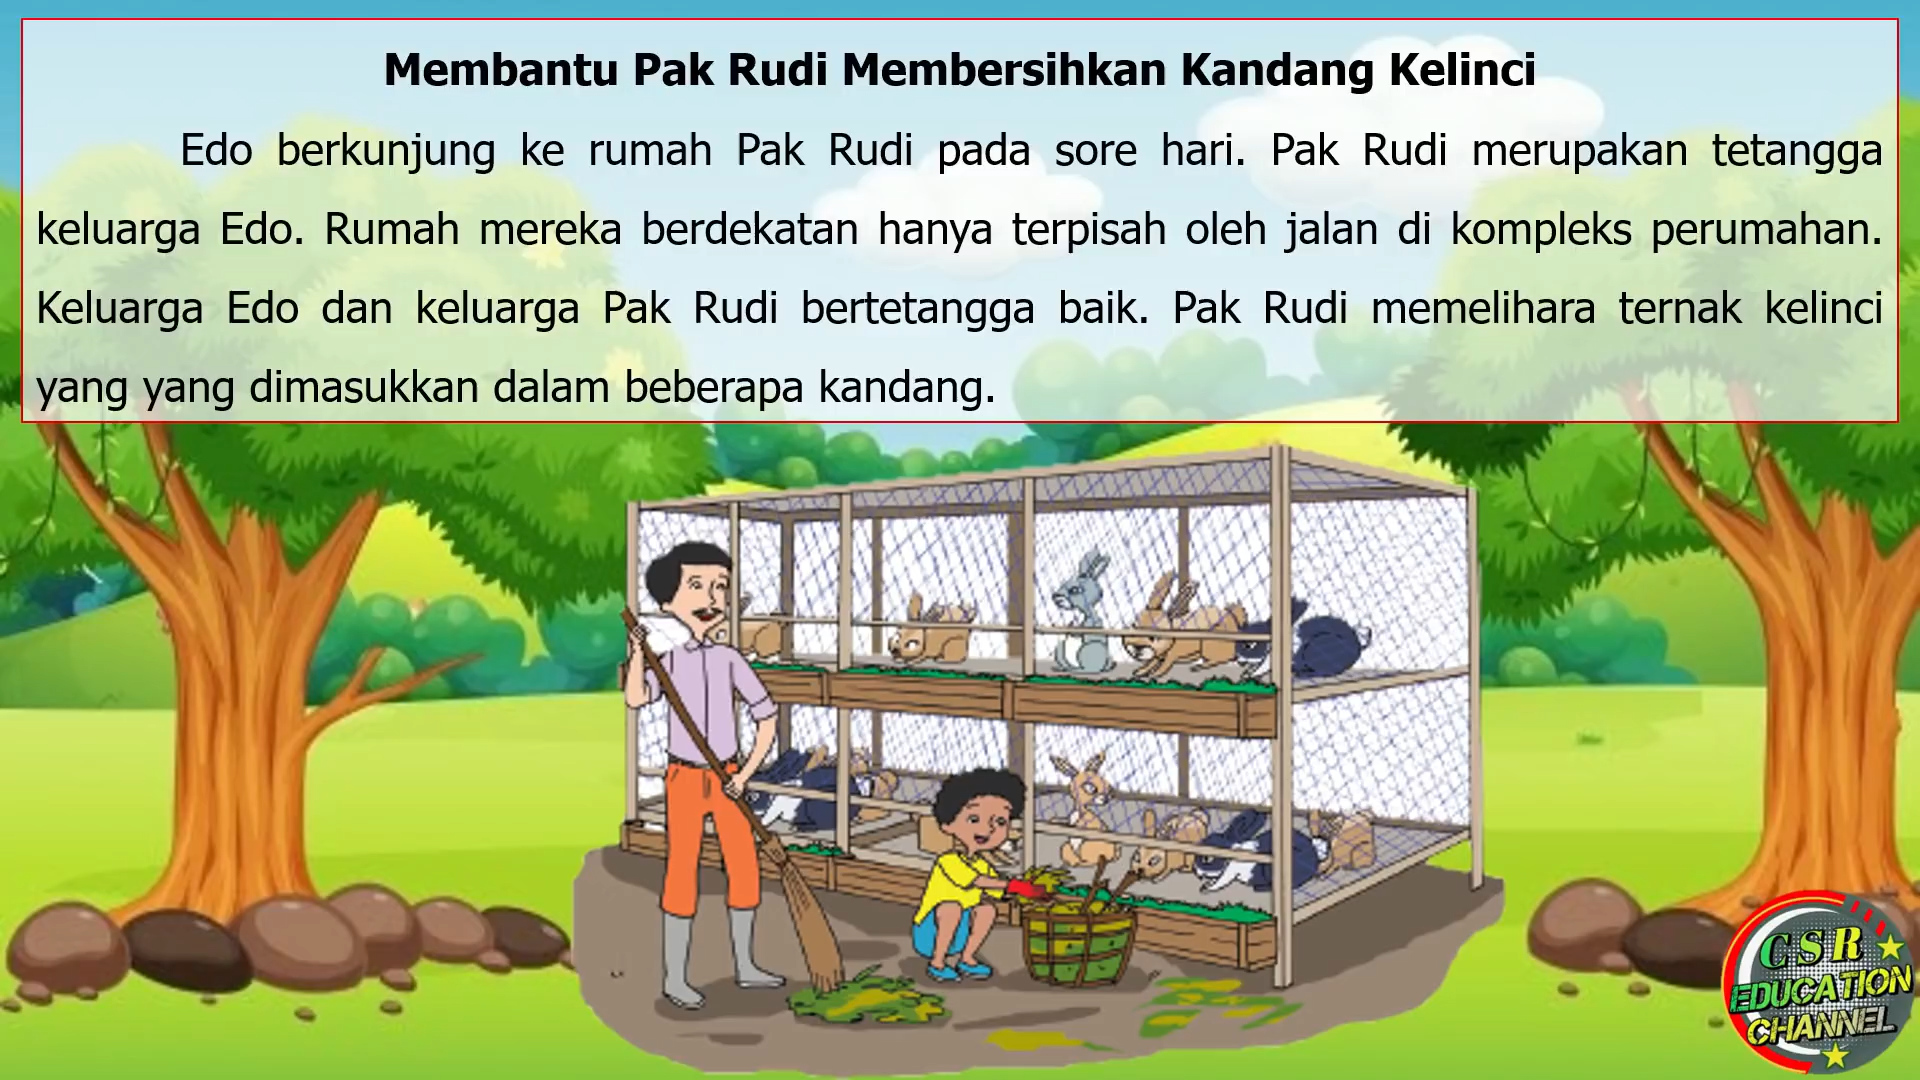 Membantu Pak Rudi Membersihkan Kandang Kelinci
Edo berkunjung ke rumah Pak Rudi pada sore hari. Pak Rudi merupakan tetangga
keluarga Edo. Rumah mereka berdekatan hanya terpisah oleh jalan di kompleks perumahan.
Keluarga Edo dan keluarga Pak Rudi bertetangga baik. Pak Rudi memelihara ternak kelinci
yang yang dimasukkan dalam beberapa kandang.
CSR
EDUCATION
CHANNEL